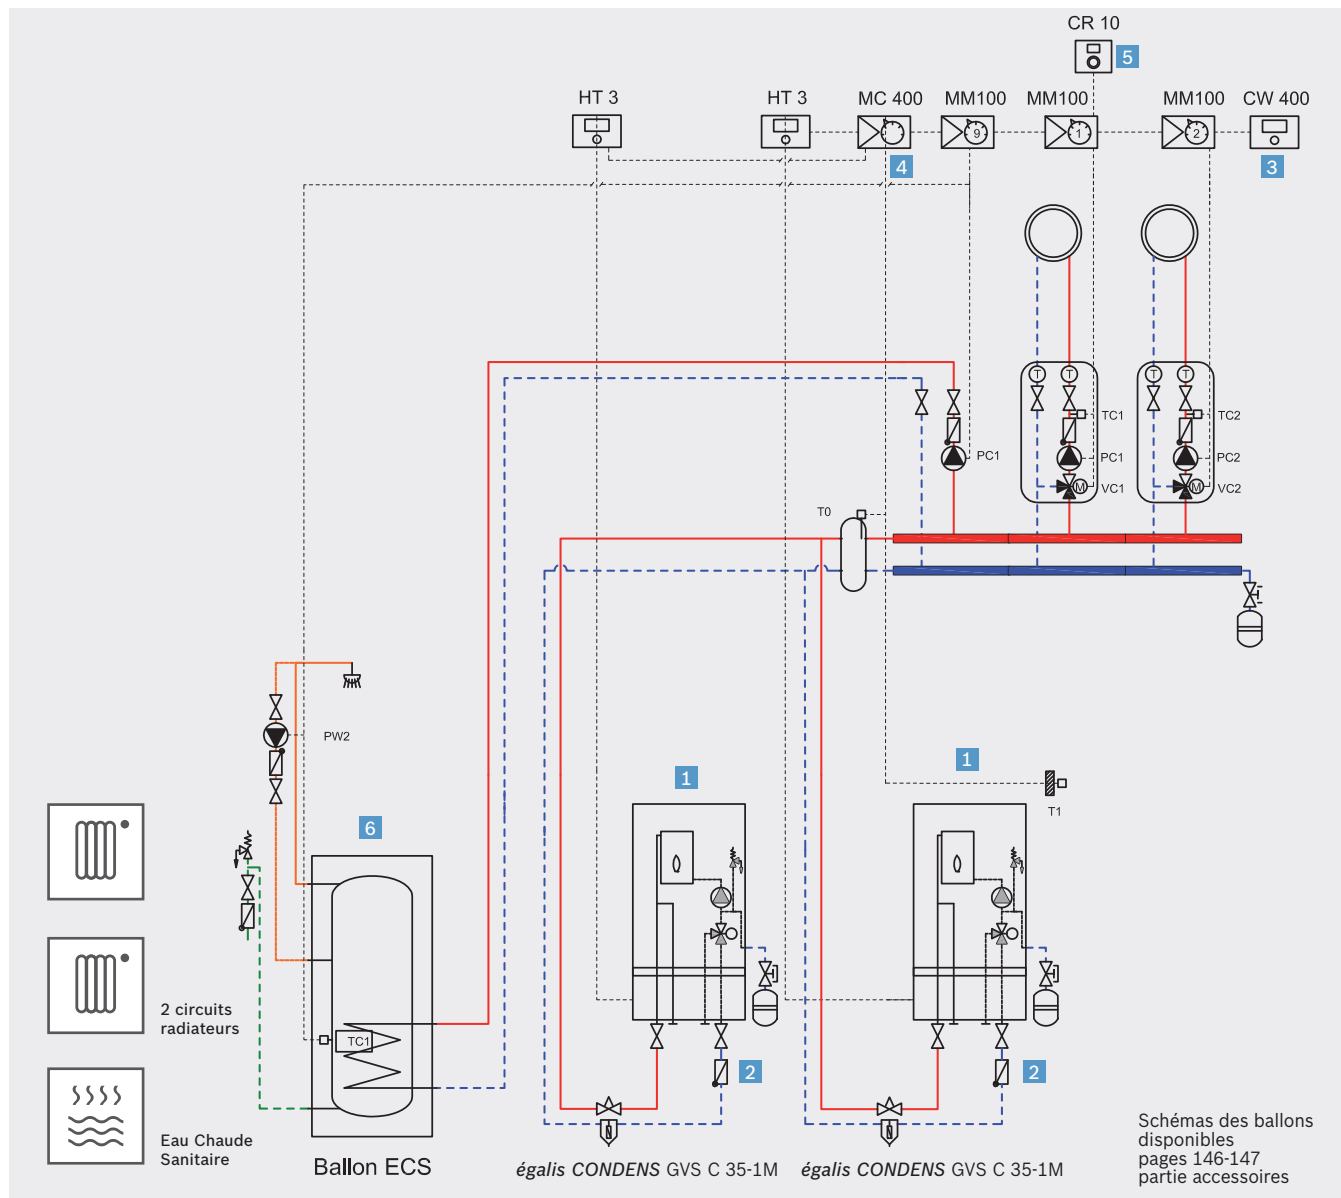 CR 10
5
HT 3
HT 3
MC 400
MM100
MM100
MM100
CW 400
9
1
2
4
3
T
T
T
T
TC1
TC2
PC1
PC1
PC2
M
VC1
M
VC2
T0
PW2
1
1
T1
6
2 circuits
radiateurs
TC1
2
2
Eau Chaude
Sanitaire
Ballon ECS
égalis CONDENS GVS C 35-1M
égalis CONDENS GVS C 35-1M
Schémas des ballons
disponibles
pages 146-147
partie accessoires